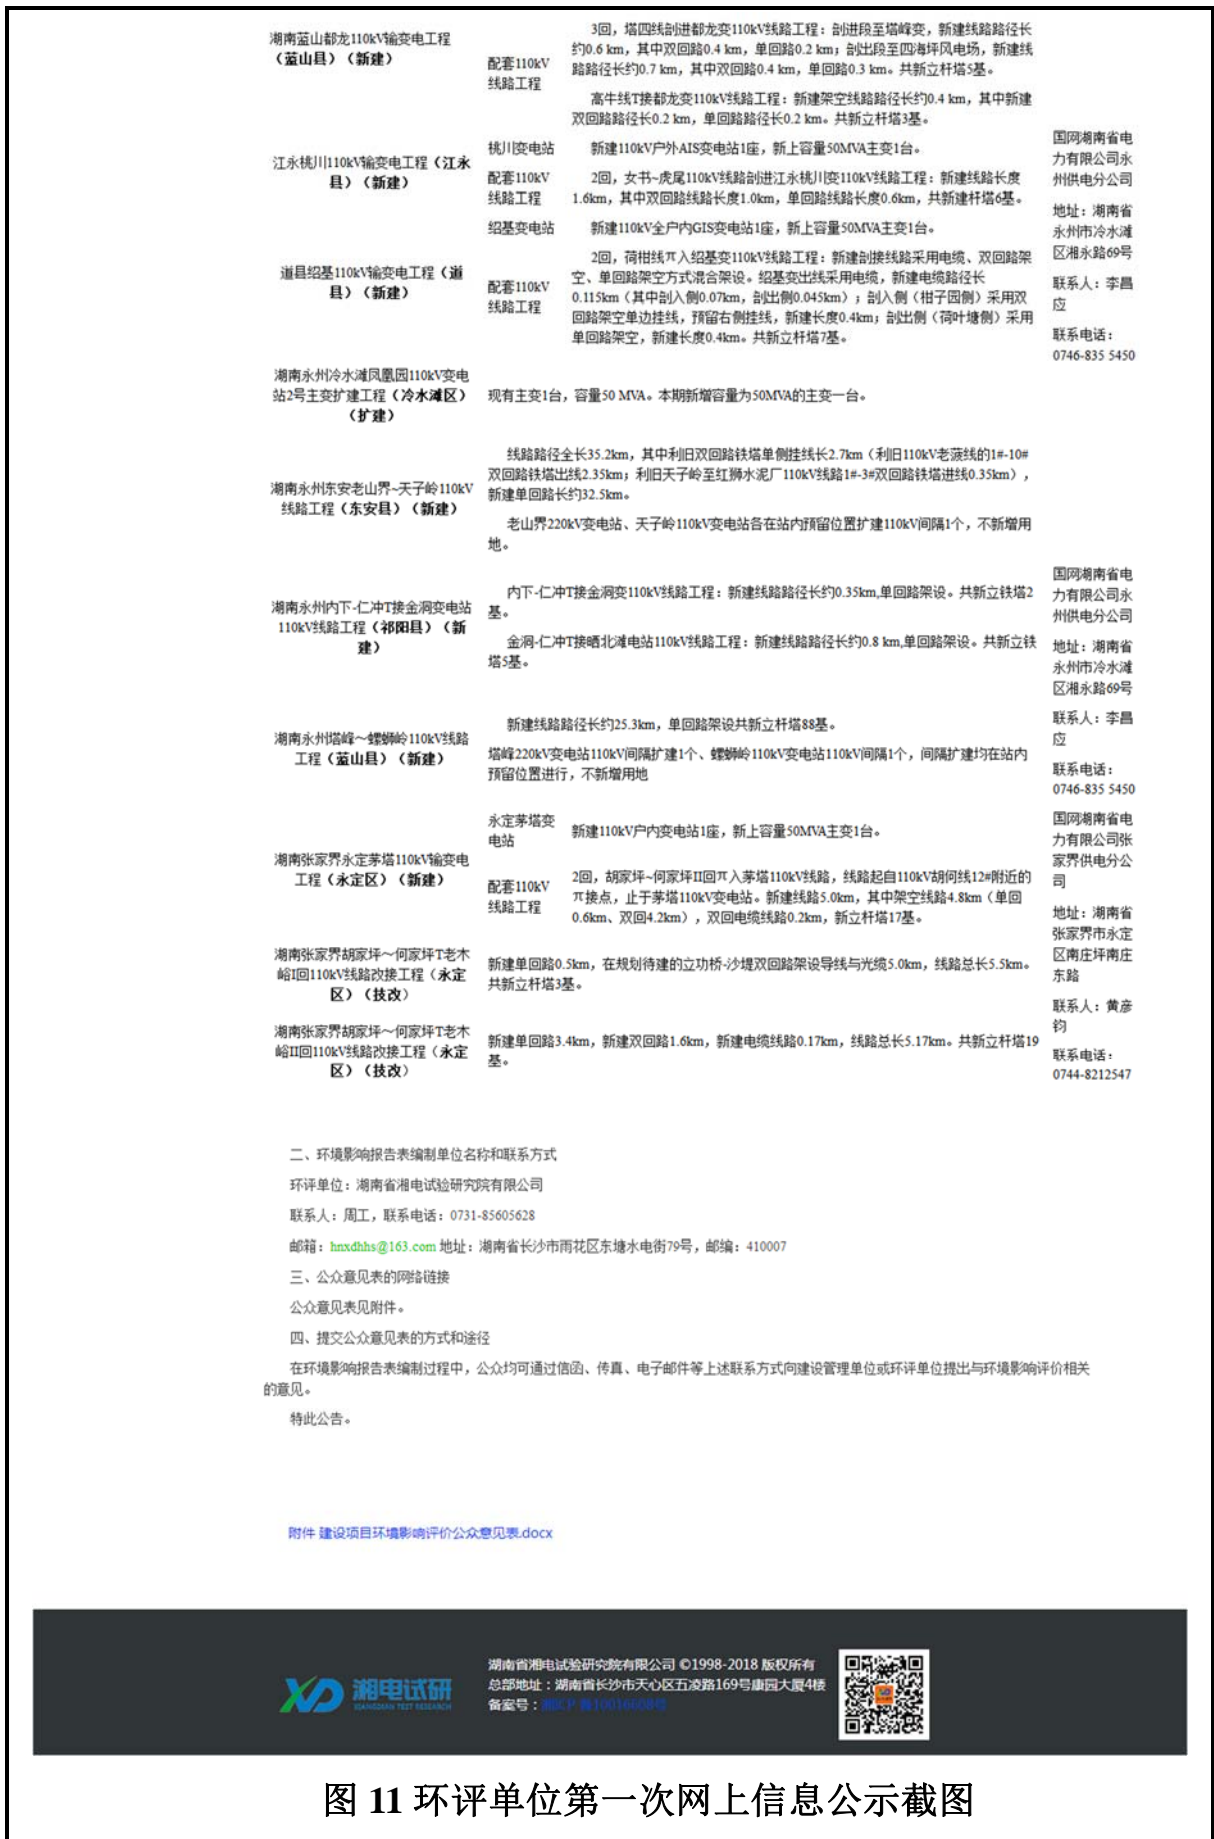 湖南蓝山都龙110kV输变电工程
（蓝山县）（新建）
配套110kV
线路工程
3回，塔四线剖进都龙变110kV线路工程：剖进段至塔峰变，新建线路路径长
约0.6 km，其中双回路0.4 km，单回路0.2 km；剖出段至四海坪风电场，新建线
路路径长约0.7 km，其中双回路0.4 km，单回路0.3 km。共新立杆塔5基。
高牛线T接都龙变110kV线路工程：新建架空线路路径长约0.4 km，其中新建
双回路路径长0.2 km，单回路路径长0.2 km。共新立杆塔3基。
江永桃川110kV输变电工程（江永
县）（新建）
桃川变电站
新建110kV户外AIS变电站1座，新上容量50MVA主变1台。
配套110kV
线路工程
2回，女书~虎尾110kV线路剖进江永桃川变110kV线路工程：新建线路长度
1.6km，其中双回路线路长度1.0km，单回路线路长度0.6km，共新建杆塔6基。
道县绍基110kV输变电工程（道
县）（新建）
绍基变电站
新建110kV全户内GIS变电站1座，新上容量50MVA主变1台。
配套110kV
线路工程
2回，荷柑线π入绍基变110kV线路工程：新建剖接线路采用电缆、双回路架
空、单回路架空方式混合架设。绍基变出线采用电缆，新建电缆路径长
0.115km（其中剖入侧0.07km，剖出侧0.045km）；剖入侧（柑子园侧）采用双
回路架空单边挂线，预留右侧挂线，新建长度0.4km；剖出侧（荷叶塘侧）采用
单回路架空，新建长度0.4km。共新立杆塔7基。
国网湖南省电
力有限公司永
州供电分公司
地址：湖南省
永州市冷水滩
区湘永路69号
联系人：李昌
应
联系电话：
0746-835 5450
湖南永州冷水滩凤凰园110kV变电
站2号主变扩建工程（冷水滩区）
（扩建）
现有主变1台，容量50 MVA。本期新增容量为50MVA的主变一台。
湖南永州东安老山界~天子岭110kV
线路工程（东安县）（新建）
线路路径全长35.2km，其中利旧双回路铁塔单侧挂线长2.7km（利旧110kV老蓤线的1#-10#
双回路铁塔出线2.35km；利旧天子岭至红狮水泥厂110kV线路1#-3#双回路铁塔进线0.35km），
新建单回路长约32.5km。
老山界220kV变电站、天子岭110kV变电站各在站内预留位置扩建110kV间隔1个，不新增用
地。
湖南永州内下-仁冲T接金洞变电站
110kV线路工程（祁阳县）（新
建）
内下-仁冲T接金洞变110kV线路工程：新建线路路径长约0.35km,单回路架设。共新立铁塔2
基。
金洞-仁冲T接晒北滩电站110kV线路工程：新建线路路径长约0.8 km,单回路架设。共新立铁
塔5基。
湖南永州塔峰～螺蛳岭110kV线路
工程（蓝山县）（新建）
新建线路路径长约25.3km，单回路架设共新立杆塔88基。
塔峰220kV变电站110kV间隔扩建1个、螺蛳岭110kV变电站110kV间隔1个，间隔扩建均在站内
预留位置进行，不新增用地
国网湖南省电
力有限公司永
州供电分公司
地址：湖南省
永州市冷水滩
区湘永路69号
联系人：李昌
应
联系电话：
0746-835 5450
湖南张家界永定茅塔110kV输变电
工程（永定区）（新建）
永定茅塔变
电站
新建110kV户内变电站1座，新上容量50MVA主变1台。
配套110kV
线路工程
2回，胡家坪~何家坪II回π入茅塔110kV线路，线路起自110kV胡何线12#附近的
π接点，止于茅塔110kV变电站。新建线路5.0km，其中架空线路4.8km（单回
0.6km、双回4.2km），双回电缆线路0.2km，新立杆塔17基。
湖南张家界胡家坪～何家坪T老木
峪I回110kV线路改接工程（永定
区）（技改）
新建单回路0.5km，在规划待建的立功桥-沙堤双回路架设导线与光缆5.0km，线路总长5.5km。
共新立杆塔3基。
湖南张家界胡家坪～何家坪T老木
峪II回110kV线路改接工程（永定
区）（技改）
新建单回路3.4km，新建双回路1.6km，新建电缆线路0.17km，线路总长5.17km。共新立杆塔19
基。
国网湖南省电
力有限公司张
家界供电分公
司
地址：湖南省
张家界市永定
区南庄坪南庄
东路
联系人：黄彦
钧
联系电话：
0744-8212547
二、环境影响报告表编制单位名称和联系方式
环评单位：湖南省湘电试验研究院有限公司
联系人：周工，联系电话：0731-85605628
邮箱：hnxdhhs@163.com 地址：湖南省长沙市雨花区东塘水电街79号，邮编：410007
三、公众意见表的网络链接
公众意见表见附件。
四、提交公众意见表的方式和途径
在环境影响报告表编制过程中，公众均可通过信函、传真、电子邮件等上述联系方式向建设管理单位或环评单位提出与环境影响评价相关
的意见。
特此公告。
附件 建设项目环境影响评价公众意见表.docx
湘电试研
XIANGDIAN TEST RESEARCH
湖南省湘电试验研究院有限公司 ©1998-2018 版权所有
总部地址：湖南省长沙市天心区五凌路169号康园大厦4楼
备案号：
图 11 环评单位第一次网上信息公示截图